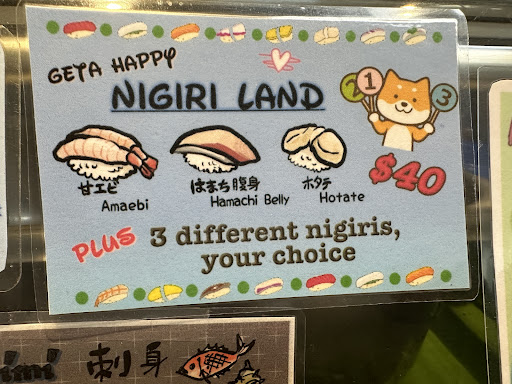 GETA HAPPY
NIGIRI LAND
2 1 3
甘エビ
Amaebi
はまち腹身
Hamachi Belly
ホタテ
Hotate
$40
PLUS 3 different nigiris,
your choice
刺身